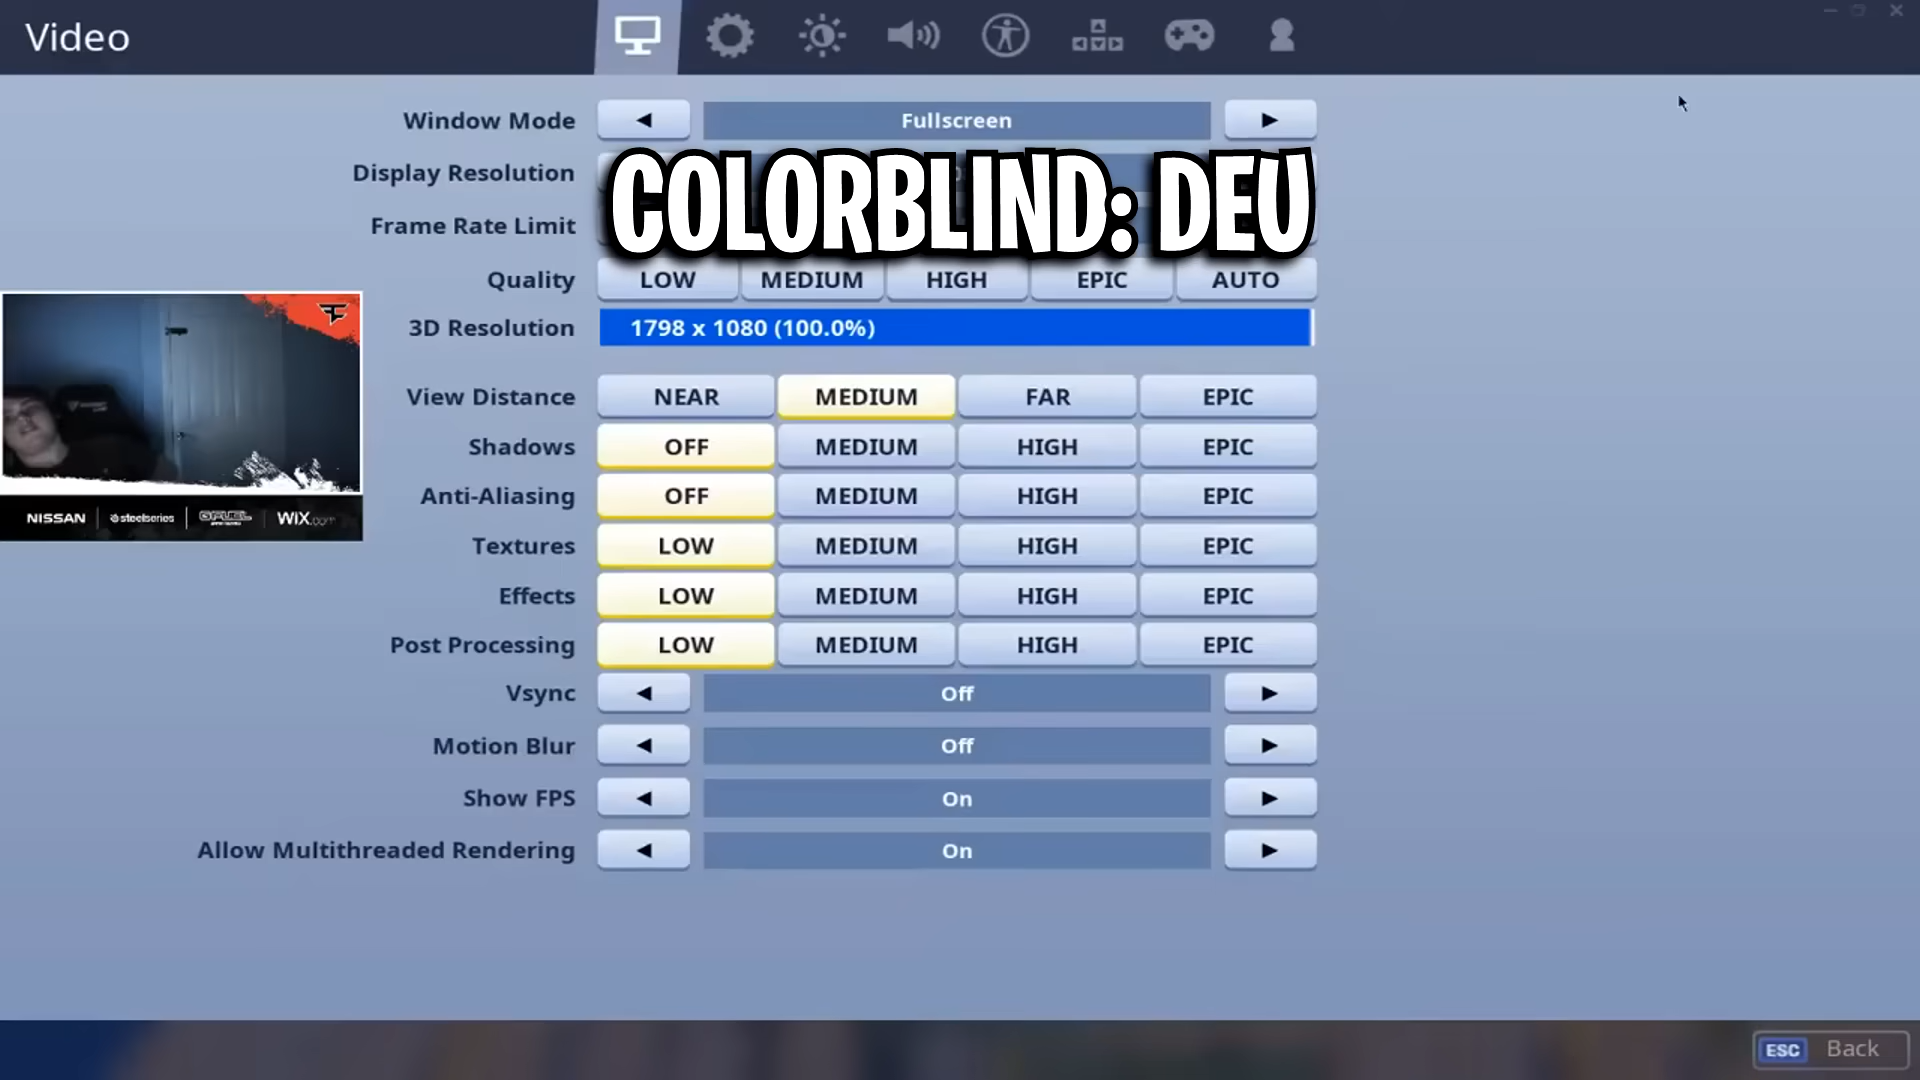 Video
Window Mode Fullscreen
Display Resolution
COLORBLIND: DEU
Frame Rate Limit
Quality LOW MEDIUM HIGH EPIC AUTO
3D Resolution 1798 x 1080 (100.0%)
View Distance NEAR MEDIUM FAR EPIC
Shadows OFF MEDIUM HIGH EPIC
Anti-Aliasing OFF MEDIUM HIGH EPIC
NISSAN steelseries GFUEL WIX.com
Textures LOW MEDIUM HIGH EPIC
Effects LOW MEDIUM HIGH EPIC
Post Processing LOW MEDIUM HIGH EPIC
Vsync Off
Motion Blur Off
Show FPS On
Allow Multithreaded Rendering On
ESC Back